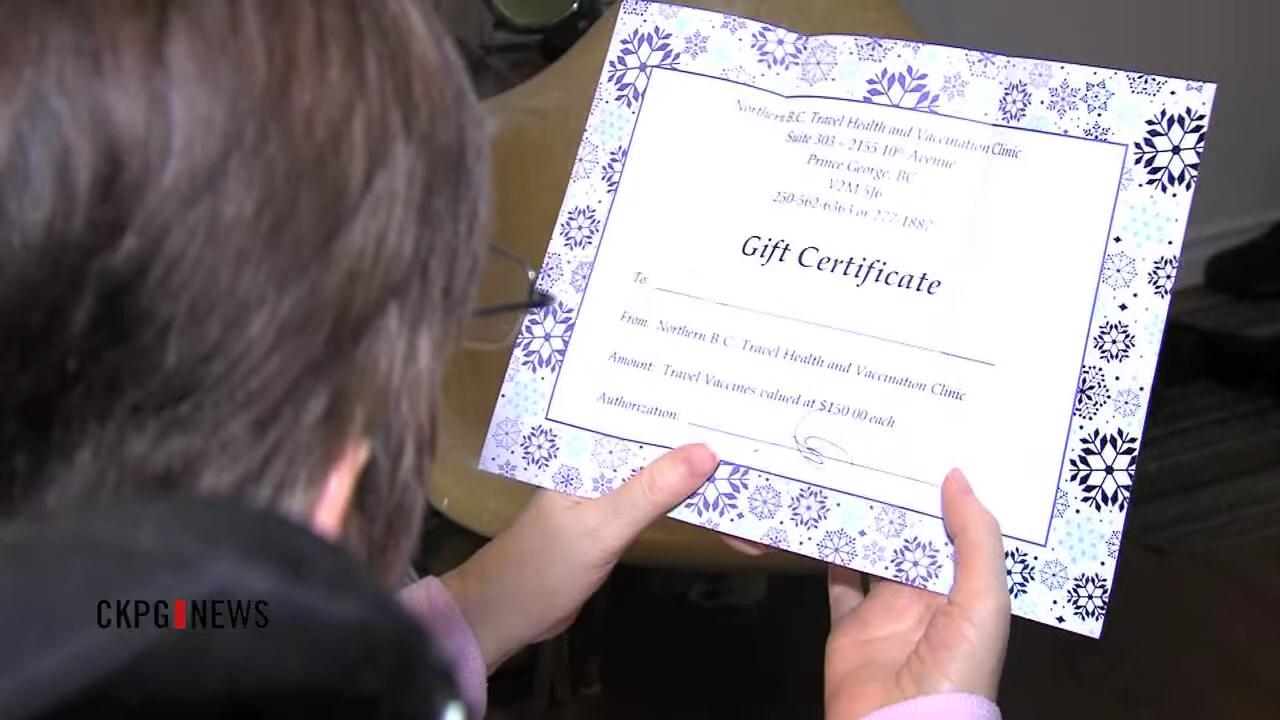 Northern B.C. Travel Health and Vaccination Clinic
Suite 303 - 2155 10th Avenue
Prince George, BC
V2M 5J6
250-562-6363 or 277-1887
Gift Certificate
To:
From: Northern B.C. Travel Health and Vaccination Clinic
Amount: Travel Vaccines valued at $150.00 each
Authorization:
CKPG NEWS